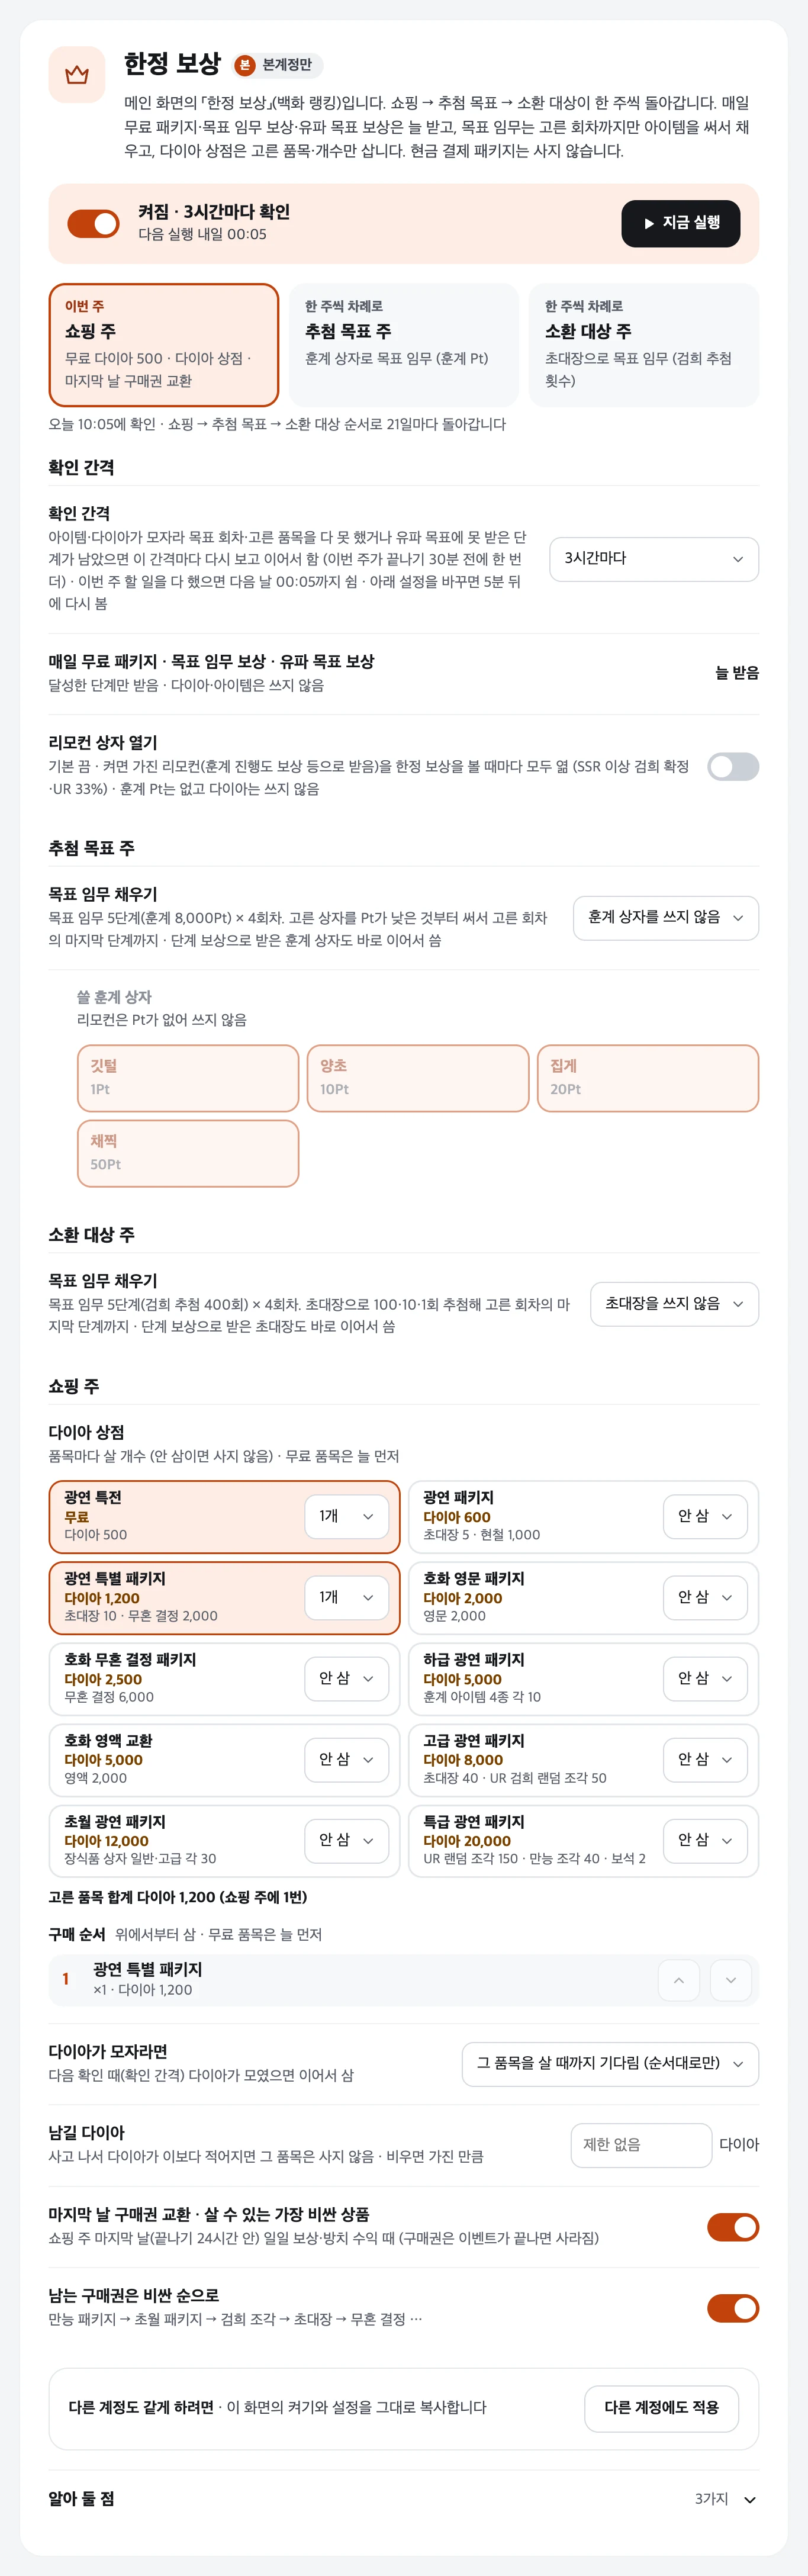 한정 보상 본 본계정만
메인 화면의 「한정 보상」(백화 랭킹)입니다. 쇼핑 → 추첨 목표 → 소환 대상이 한 주씩 돌아갑니다. 매일
무료 패키지·목표 임무 보상·유파 목표 보상은 늘 받고, 목표 임무는 고른 회차까지만 아이템을 써서 채
우고, 다이아 상점은 고른 품목·개수만 삽니다. 현금 결제 패키지는 사지 않습니다.
켜짐 · 3시간마다 확인
다음 실행 내일 00:05
▶ 지금 실행
이번 주
쇼핑 주
무료 다이아 500 · 다이아 상점 ·
마지막 날 구매권 교환
한 주씩 차례로
추첨 목표 주
훈계 상자로 목표 임무 (훈계 Pt)
한 주씩 차례로
소환 대상 주
초대장으로 목표 임무 (검희 추첨
횟수)
오늘 10:05에 확인 · 쇼핑 → 추첨 목표 → 소환 대상 순서로 21일마다 돌아갑니다
확인 간격
확인 간격
아이템·다이아가 모자라 목표 회차·고른 품목을 다 못 했거나 유파 목표에 못 받은 단
계가 남았으면 이 간격마다 다시 보고 이어서 함 (이번 주가 끝나기 30분 전에 한 번
더) · 이번 주 할 일을 다 했으면 다음 날 00:05까지 쉼 · 아래 설정을 바꾸면 5분 뒤
에 다시 봄
3시간마다
매일 무료 패키지 · 목표 임무 보상 · 유파 목표 보상
달성한 단계만 받음 · 다이아·아이템은 쓰지 않음
늘 받음
리모컨 상자 열기
기본 끔 · 켜면 가진 리모컨(훈계 진행도 보상 등으로 받음)을 한정 보상을 볼 때마다 모두 엶 (SSR 이상 검희 확정
·UR 33%) · 훈계 Pt는 없고 다이아는 쓰지 않음
추첨 목표 주
목표 임무 채우기
목표 임무 5단계(훈계 8,000Pt) × 4회차. 고른 상자를 Pt가 낮은 것부터 써서 고른 회차
의 마지막 단계까지 · 단계 보상으로 받은 훈계 상자도 바로 이어서 씀
훈계 상자를 쓰지 않음
쓸 훈계 상자
리모컨은 Pt가 없어 쓰지 않음
깃털
1Pt
양초
10Pt
집게
20Pt
채찍
50Pt
소환 대상 주
목표 임무 채우기
목표 임무 5단계(검희 추첨 400회) × 4회차. 초대장으로 100·10·1회 추첨해 고른 회차의 마
지막 단계까지 · 단계 보상으로 받은 초대장도 바로 이어서 씀
초대장을 쓰지 않음
쇼핑 주
다이아 상점
품목마다 살 개수 (안 삼이면 사지 않음) · 무료 품목은 늘 먼저
광연 특전
무료
다이아 500
1개
광연 패키지
다이아 600
초대장 5 · 현철 1,000
안 삼
광연 특별 패키지
다이아 1,200
초대장 10 · 무혼 결정 2,000
1개
호화 영문 패키지
다이아 2,000
영문 2,000
안 삼
호화 무혼 결정 패키지
다이아 2,500
무혼 결정 6,000
안 삼
하급 광연 패키지
다이아 5,000
훈계 아이템 4종 각 10
안 삼
호화 영액 교환
다이아 5,000
영액 2,000
안 삼
고급 광연 패키지
다이아 8,000
초대장 40 · UR 검희 랜덤 조각 50
안 삼
초월 광연 패키지
다이아 12,000
장식품 상자 일반·고급 각 30
안 삼
특급 광연 패키지
다이아 20,000
UR 랜덤 조각 150 · 만능 조각 40 · 보석 2
안 삼
고른 품목 합계 다이아 1,200 (쇼핑 주에 1번)
구매 순서 위에서부터 삼 · 무료 품목은 늘 먼저
1
광연 특별 패키지
×1 · 다이아 1,200
다이아가 모자라면
다음 확인 때(확인 간격) 다이아가 모였으면 이어서 삼
그 품목을 살 때까지 기다림 (순서대로만)
남길 다이아
사고 나서 다이아가 이보다 적어지면 그 품목은 사지 않음 · 비우면 가진 만큼
제한 없음 다이아
마지막 날 구매권 교환 · 살 수 있는 가장 비싼 상품
쇼핑 주 마지막 날(끝나기 24시간 안) 일일 보상·방치 수익 때 (구매권은 이벤트가 끝나면 사라짐)
남는 구매권은 비싼 순으로
만능 패키지 → 초월 패키지 → 검희 조각 → 초대장 → 무혼 결정 …
다른 계정도 같게 하려면 · 이 화면의 켜기와 설정을 그대로 복사합니다
다른 계정에도 적용
알아 둘 점
3가지